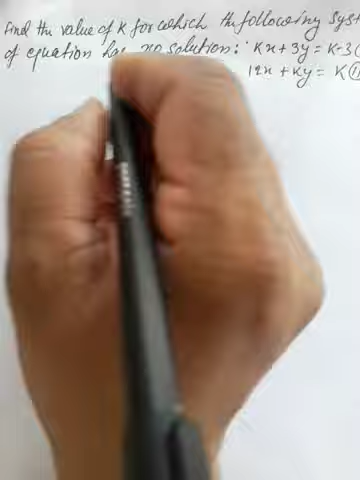 Find the value of K for which the following syst
of equation has no solution: Kx + 3y = K-3 (
12x + Ky = K (11